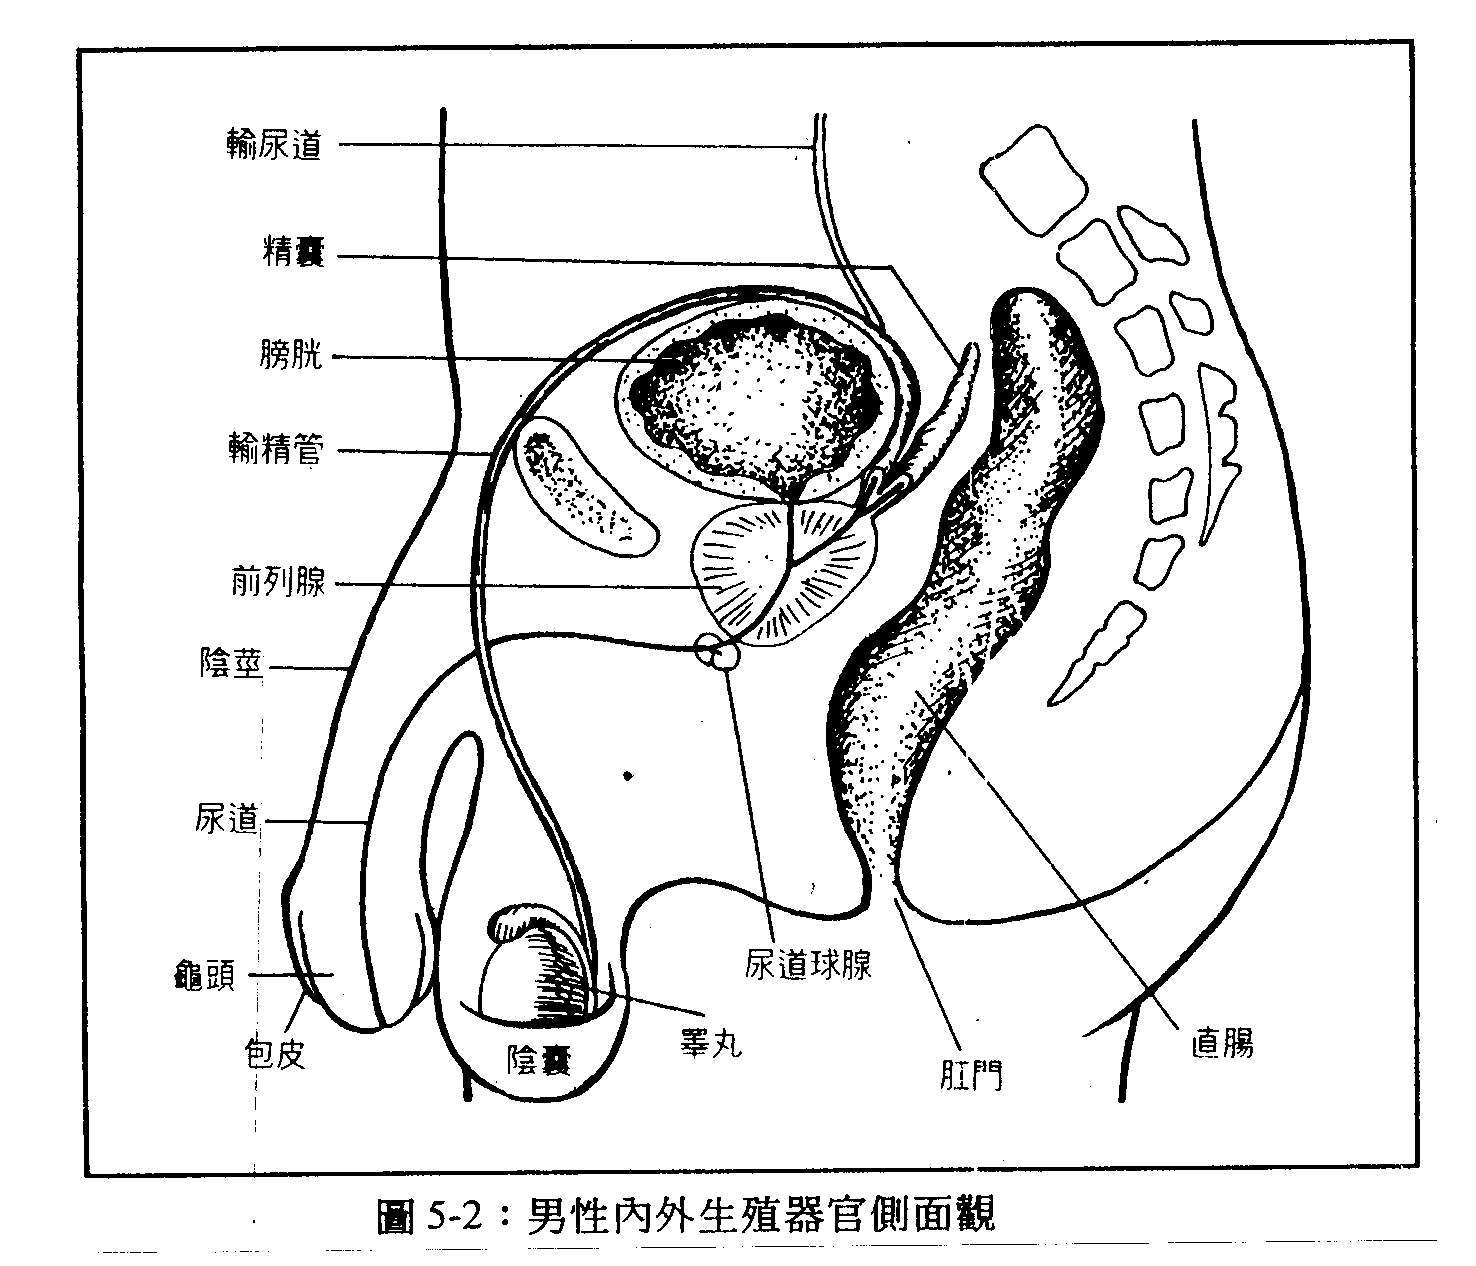 輸尿道
精囊
膀胱
輸精管
前列腺
陰莖
尿道
龜頭
包皮
陰囊
睪丸
尿道球腺
肛門
直腸
圖 5-2：男性內外生殖器官側面觀